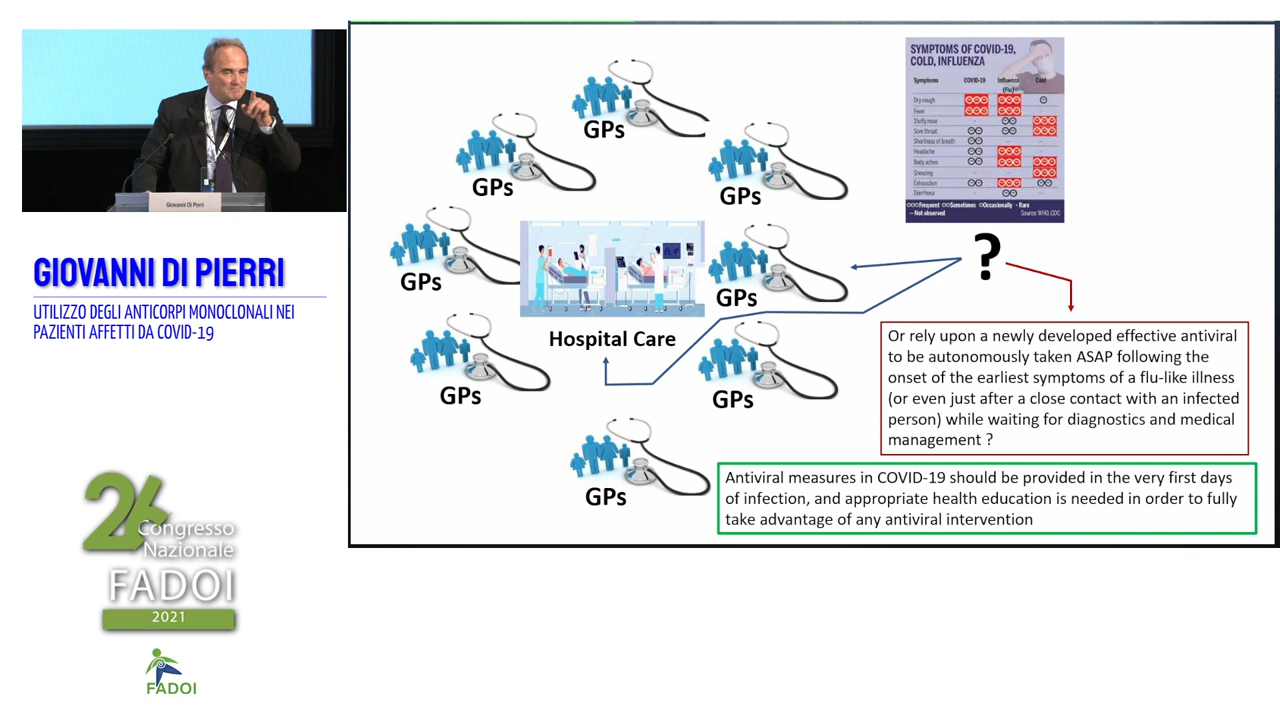 Giovanni Di Perri
GIOVANNI DI PIERRI
UTILIZZO DEGLI ANTICORPI MONOCLONALI NEI
PAZIENTI AFFETTI DA COVID-19
26
Congresso
Nazionale
FADOI
2021
FADOI
GPs
GPs
GPs
GPs
GPs
Hospital Care
GPs
GPs
GPs
SYMPTOMS OF COVID-19,
COLD, INFLUENZA
Symptoms COVID-19 Influenza Cold
(Flu)
Dry cough
Fever
Stuffy nose
Sore throat
Shortness of breath
Headache
Body aches
Sneezing
Exhaustion
Diarrhoea
Frequent Sometimes Occasionally • Rare
– Not observed Source: WHO, CDC
?
Or rely upon a newly developed effective antiviral
to be autonomously taken ASAP following the
onset of the earliest symptoms of a flu-like illness
(or even just after a close contact with an infected
person) while waiting for diagnostics and medical
management ?
Antiviral measures in COVID-19 should be provided in the very first days
of infection, and appropriate health education is needed in order to fully
take advantage of any antiviral intervention